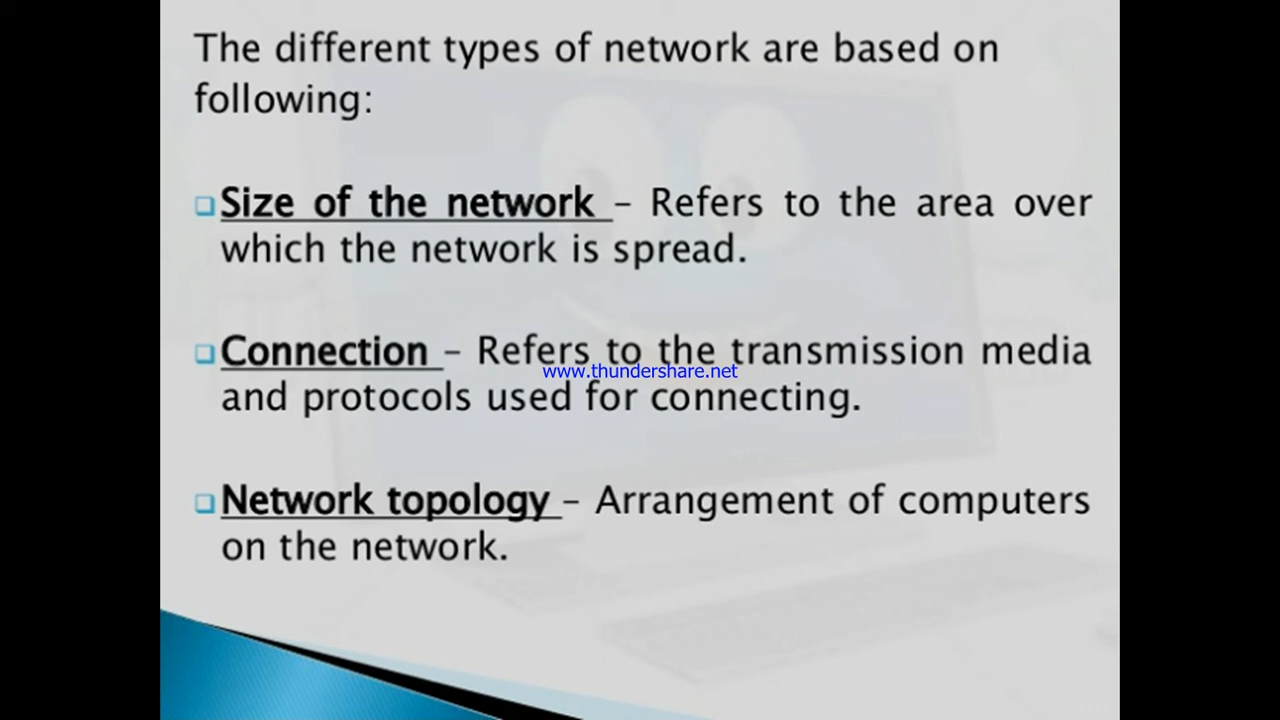 The different types of network are based on
following:
❑Size of the network – Refers to the area over
which the network is spread.
❑Connection – Refers to the transmission media
www.thundershare.net
and protocols used for connecting.
❑Network topology – Arrangement of computers
on the network.